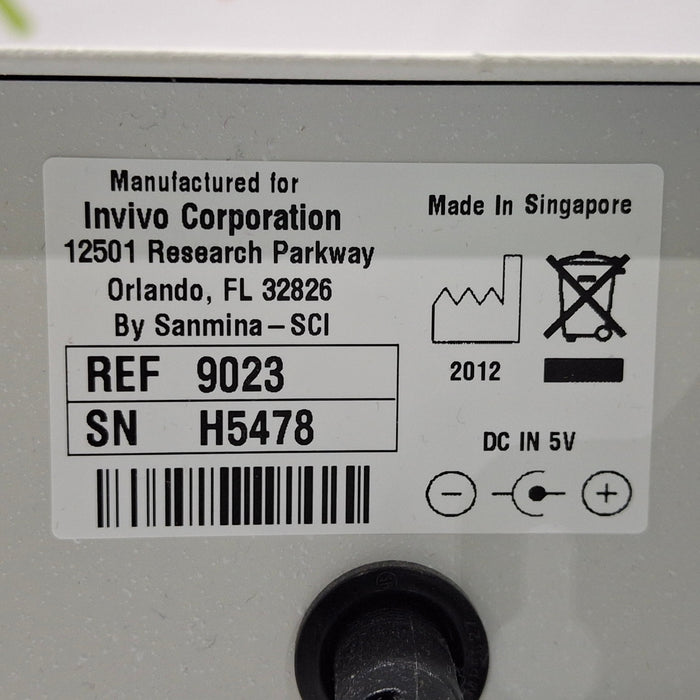 Manufactured for
Invivo Corporation
12501 Research Parkway
Orlando, FL 32826
By Sanmina-SCI
REF 9023
SN H5478
Made In Singapore
2012
DC IN 5V